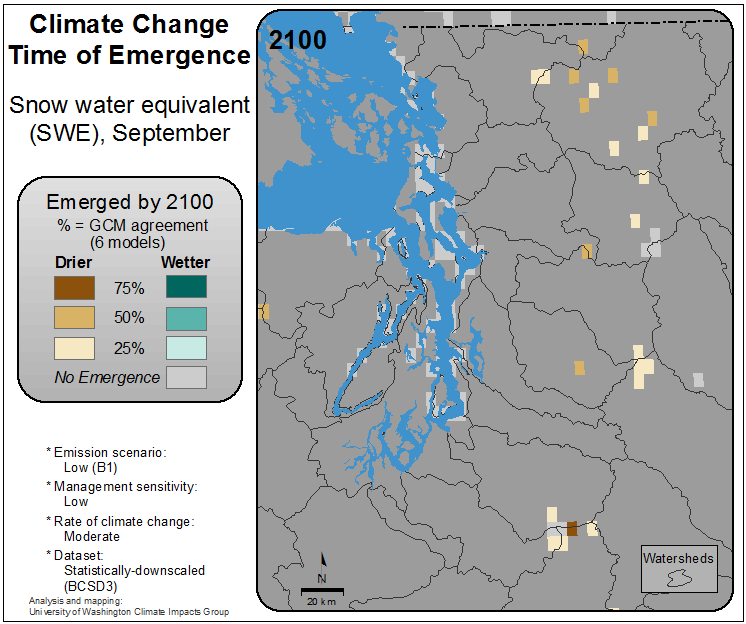 Climate Change
Time of Emergence
Snow water equivalent
(SWE), September
Emerged by 2100
% = GCM agreement
(6 models)
Drier Wetter
75%
50%
25%
No Emergence
* Emission scenario:
Low (B1)
* Management sensitivity:
Low
* Rate of climate change:
Moderate
* Dataset:
Statistically-downscaled
(BCSD3)
Analysis and mapping:
University of Washington Climate Impacts Group
2100
N
20 km
Watersheds